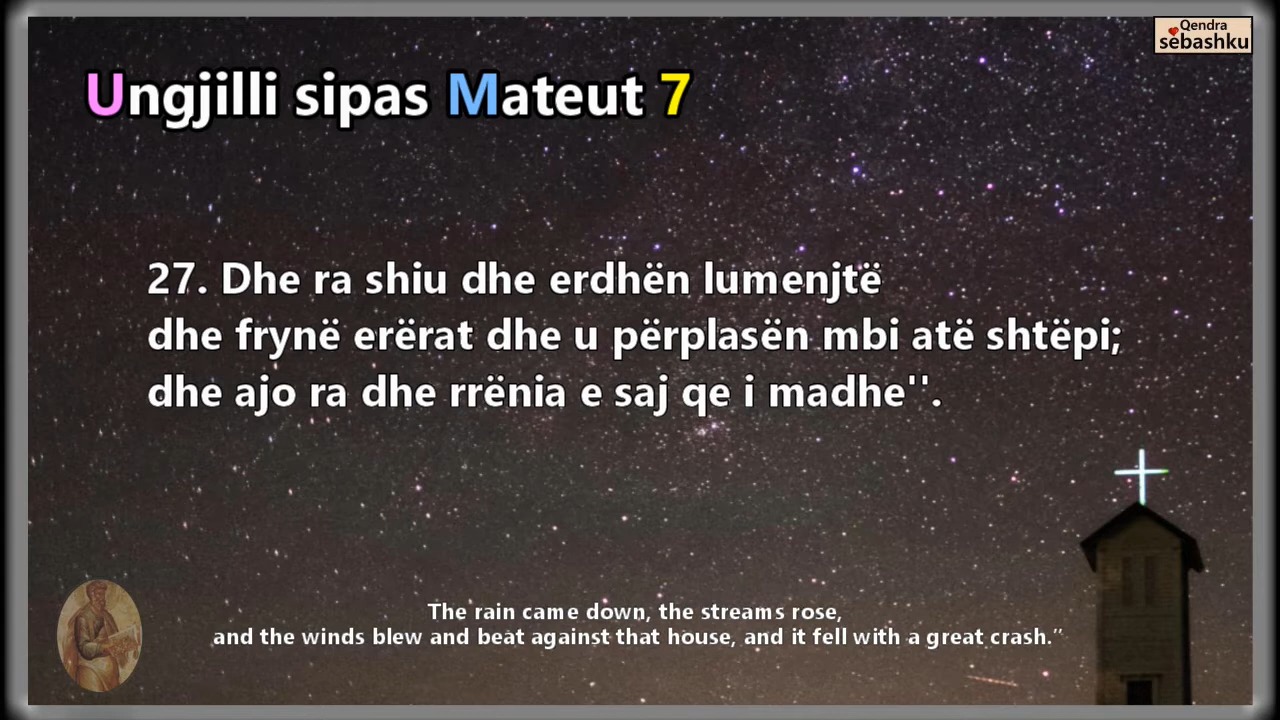 Qendra
sëbashku
Ungjilli sipas Mateut 7
27. Dhe ra shiu dhe erdhën lumenjtë
dhe frynë erërat dhe u përplasën mbi atë shtëpi;
dhe ajo ra dhe rrënia e saj qe i madhe''.
The rain came down, the streams rose,
and the winds blew and beat against that house, and it fell with a great crash.”